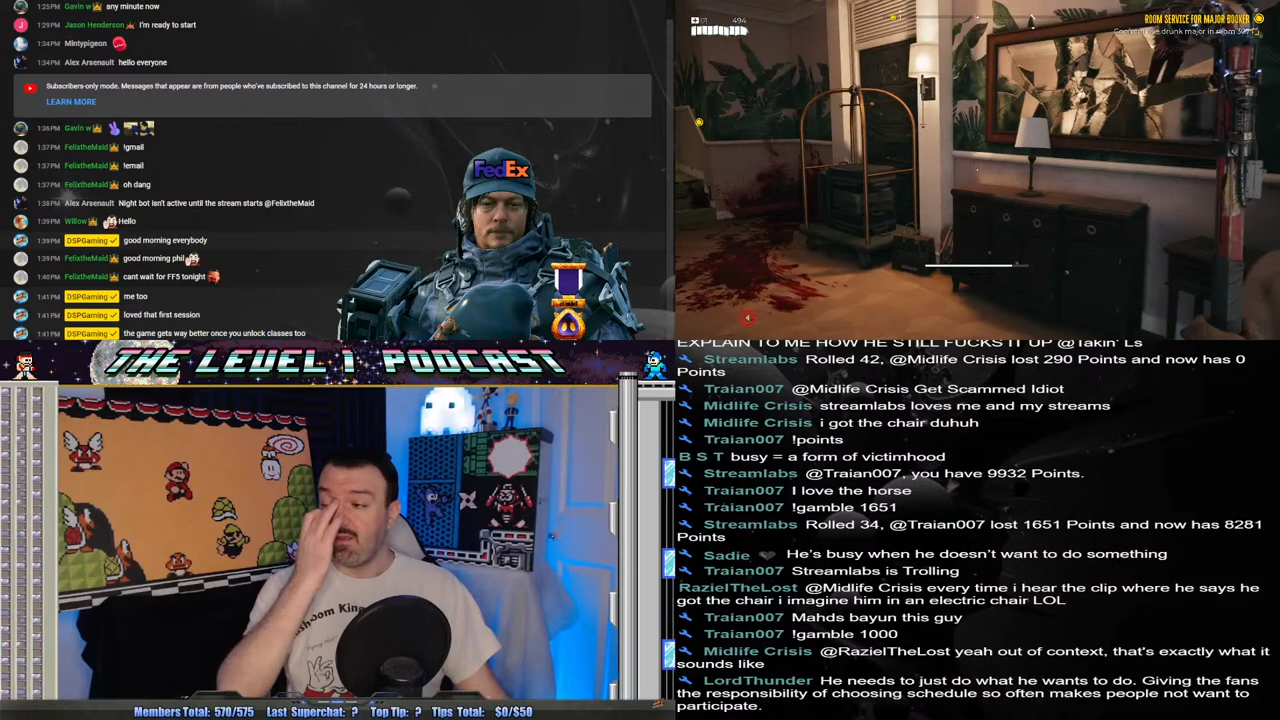 1:25PM Gavin w any minute now
1:29PM Jason Henderson I'm ready to start
1:34PM Mintypigeon
1:34PM Alex Arsenault hello everyone
Subscribers-only mode. Messages that appear are from people who've subscribed to this channel for 24 hours or longer.
LEARN MORE
1:36PM Gavin w
1:37PM FelixtheMaid !gmail
1:37PM FelixtheMaid !email
1:37PM FelixtheMaid oh dang
1:38PM Alex Arsenault Night bot isn't active until the stream starts @FelixtheMaid
1:39PM Willow Hello
1:39PM DSPGaming good morning everybody
1:39PM FelixtheMaid good morning phil
1:40PM FelixtheMaid cant wait for FF5 tonight
1:41PM DSPGaming me too
1:41PM DSPGaming loved that first session
1:41PM DSPGaming the game gets way better once you unlock classes too
FedEx
494
ROOM SERVICE FOR MAJOR BOOKER
Confront the drunk major in room 307
EXPLAIN TO ME HOW HE STILL FUCKS IT UP @Takin' Ls
Streamlabs Rolled 42, @Midlife Crisis lost 290 Points and now has 0
Points
Traian007 @Midlife Crisis Get Scammed Idiot
Midlife Crisis streamlabs loves me and my streams
Midlife Crisis i got the chair duhuh
Traian007 !points
B S T busy = a form of victimhood
Streamlabs @Traian007, you have 9932 Points.
Traian007 I love the horse
Traian007 !gamble 1651
Streamlabs Rolled 34, @Traian007 lost 1651 Points and now has 8281
Points
Sadie He's busy when he doesn't want to do something
Traian007 Streamlabs is Trolling
RazielTheLost @Midlife Crisis every time i hear the clip where he says he
got the chair i imagine him in an electric chair LOL
Traian007 Mahds bayun this guy
Traian007 !gamble 1000
Midlife Crisis @RazielTheLost yeah out of context, that's exactly what it
sounds like
LordThunder He needs to just do what he wants to do. Giving the fans
the responsibility of choosing schedule so often makes people not want to
participate.
THE LEVEL 1 PODCAST
Members Total: 570/575 Last Superchat: ? Top Tip: ? Tips Total: $0/$50